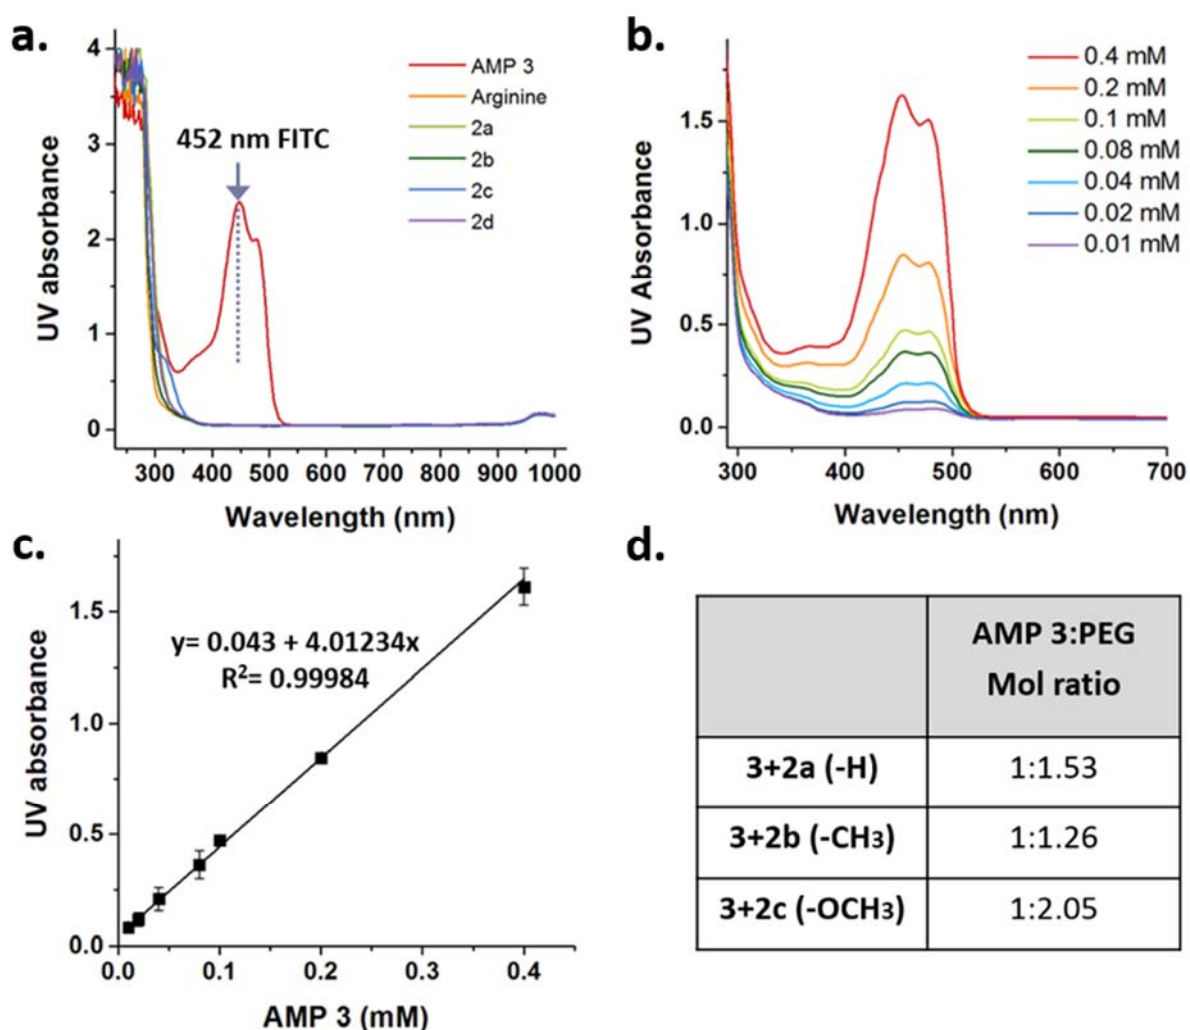 a.
UV absorbance
4
3
2
1
0
452 nm FITC
AMP 3
Arginine
2a
2b
2c
2d
300 400 500 600 700 800 900 1000
Wavelength (nm)
b.
UV Absorbance
1.5
1.0
0.5
0.0
0.4 mM
0.2 mM
0.1 mM
0.08 mM
0.04 mM
0.02 mM
0.01 mM
300 400 500 600 700
Wavelength (nm)
c.
UV absorbance
1.5
1.0
0.5
0.0
y= 0.043 + 4.01234x
R²= 0.99984
0.0 0.1 0.2 0.3 0.4
AMP 3 (mM)
d.
AMP 3:PEG
Mol ratio
3+2a (-H) 1:1.53
3+2b (-CH₃) 1:1.26
3+2c (-OCH₃) 1:2.05